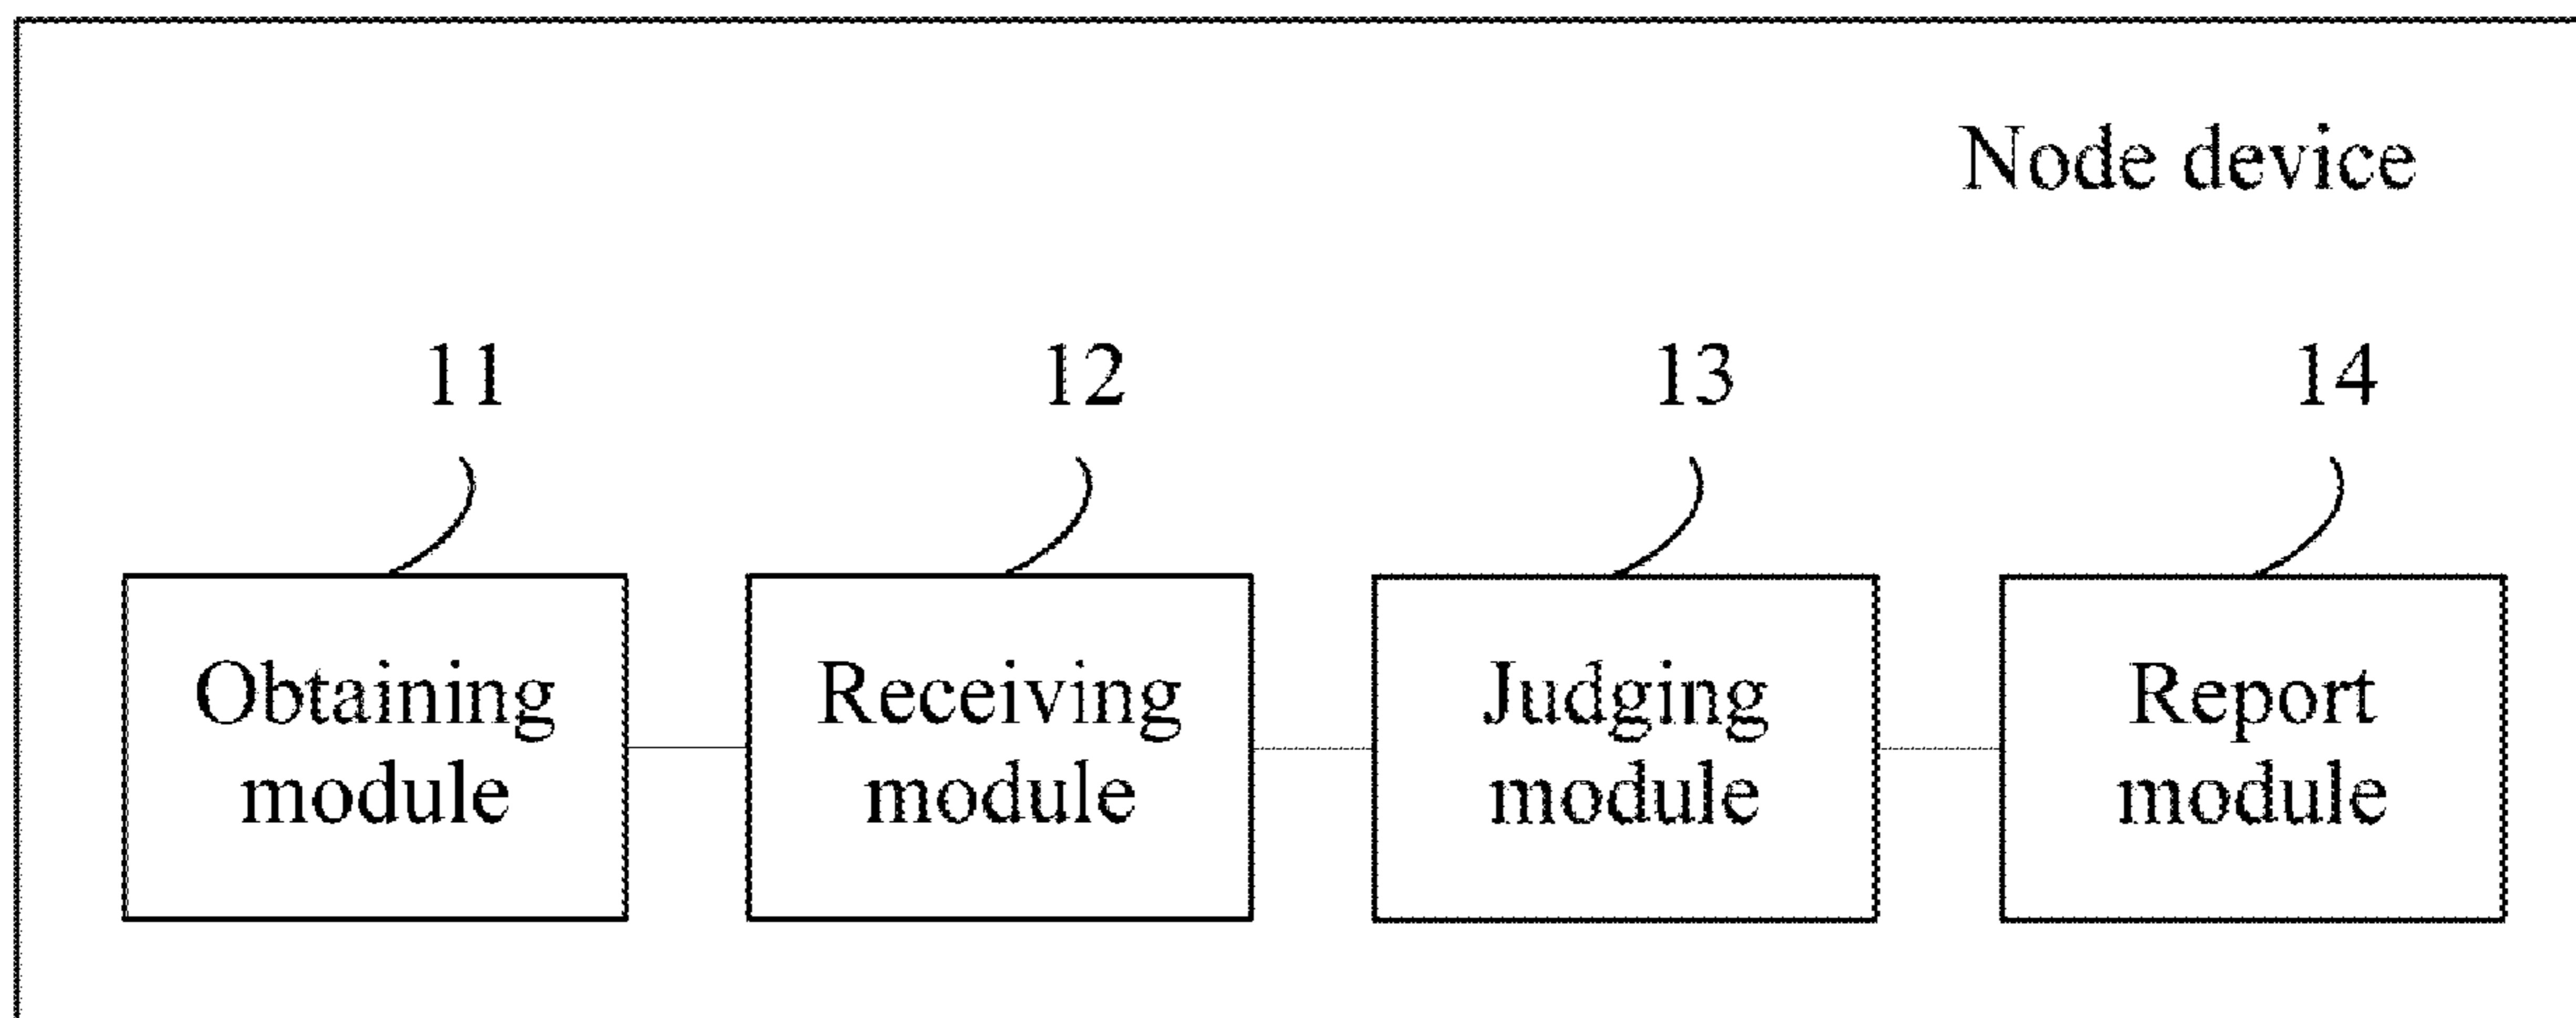 Node device
11
12
13
14
Obtaining
module
Receiving
module
Judging
module
Report
module